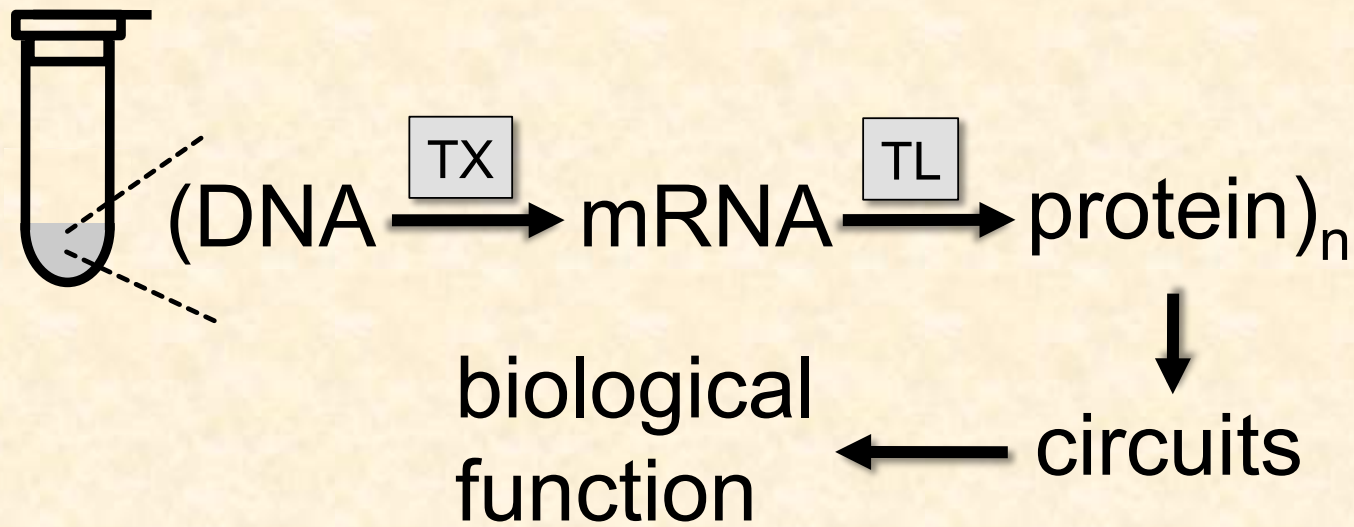 TX
TL
(DNA → mRNA → protein)n
biological
function
circuits